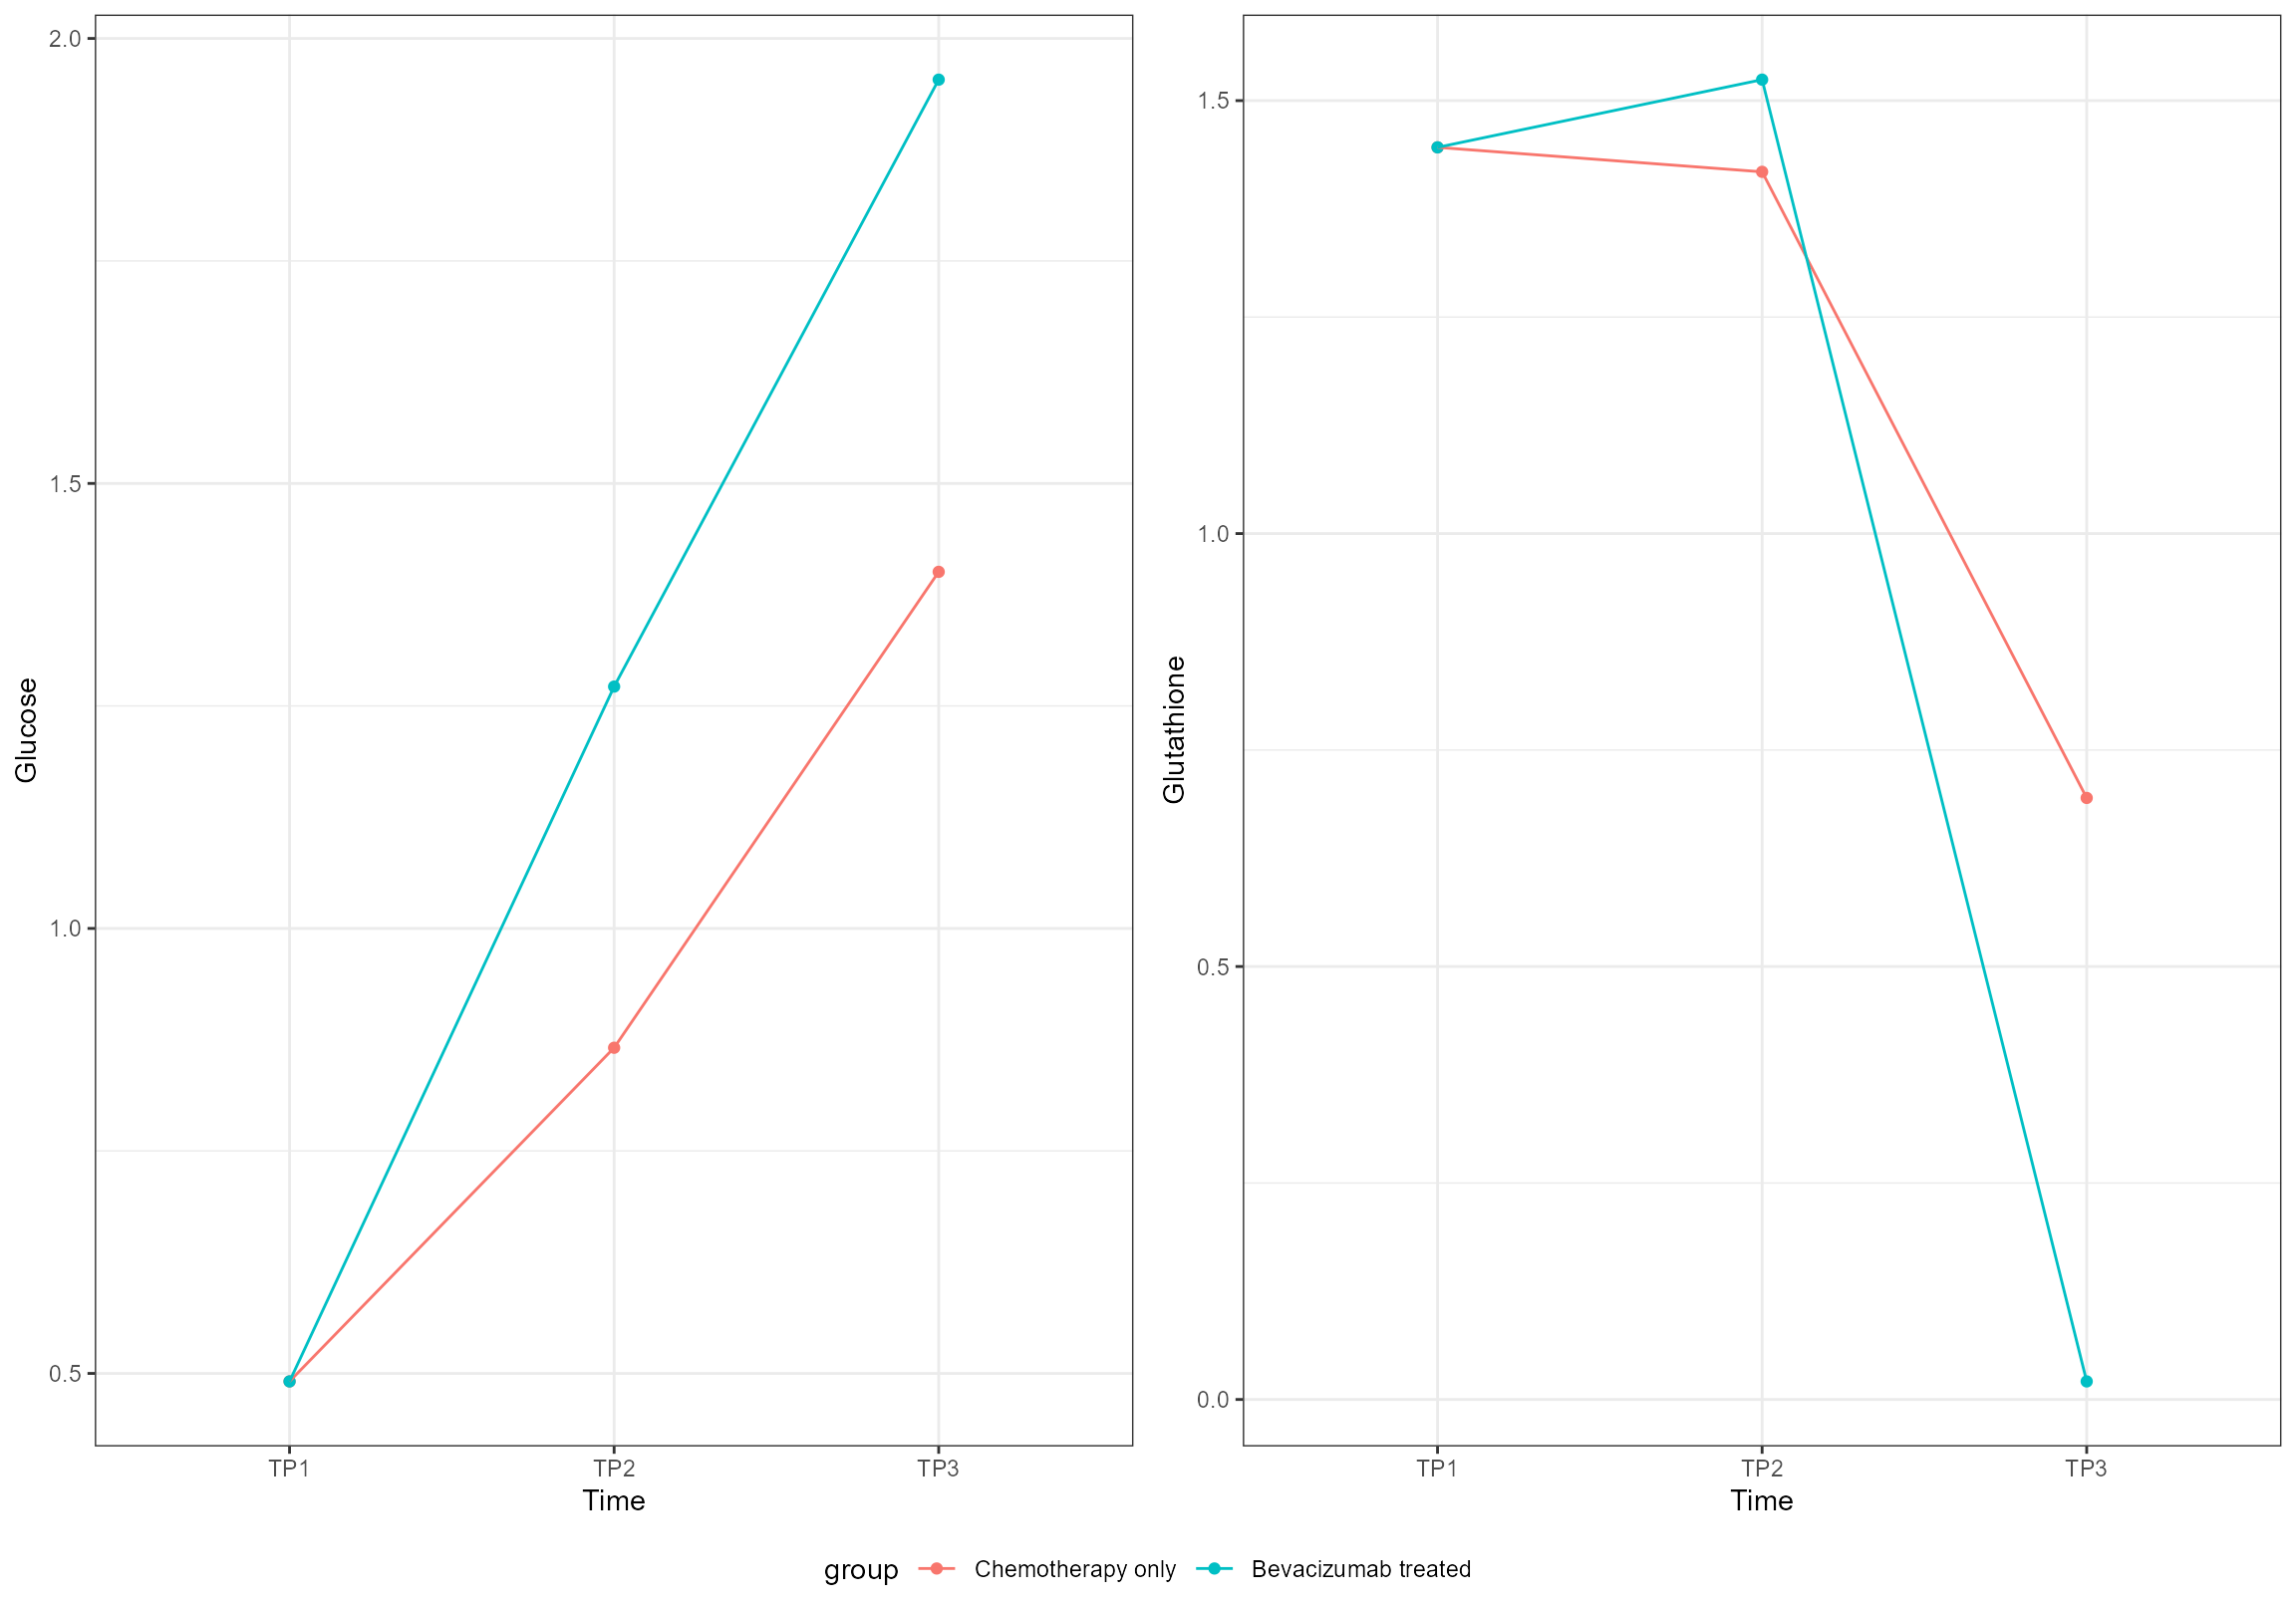 Glucose
2.0
1.5
1.0
0.5
TP1 TP2 TP3
Time
Glutathione
1.5
1.0
0.5
0.0
TP1 TP2 TP3
Time
group Chemotherapy only Bevacizumab treated